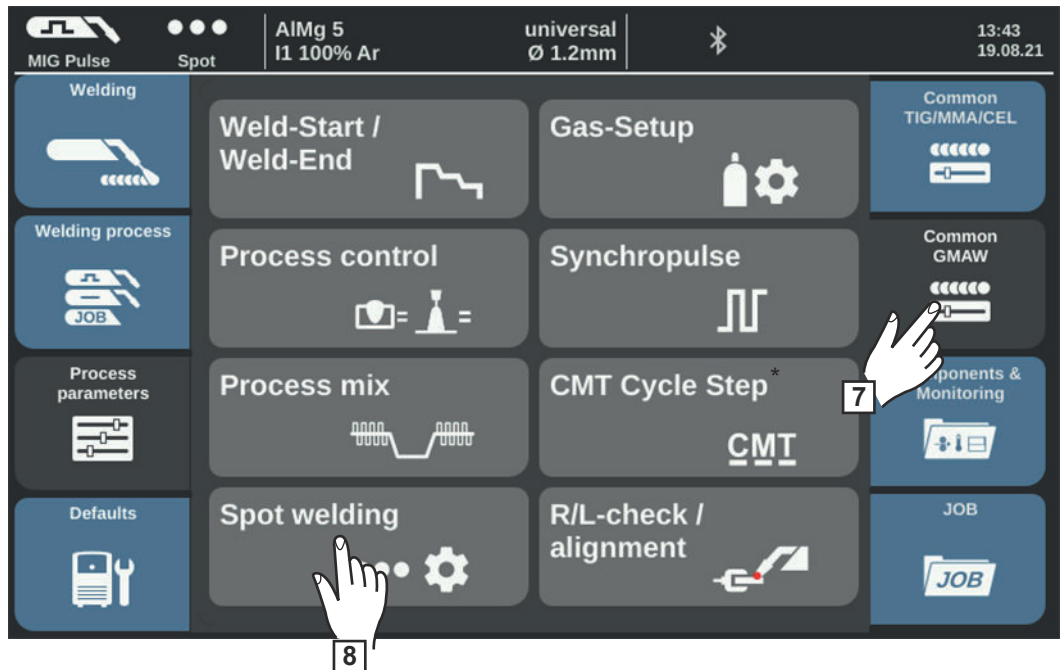 MIG Pulse
Spot
AlMg 5
I1 100% Ar
universal
Ø 1.2mm
13:43
19.08.21
Welding
Welding process
JOB
Process
parameters
Defaults
Weld-Start /
Weld-End
Gas-Setup
Process control
= =
Synchropulse
Process mix
CMT Cycle Step*
CMT
Spot welding
R/L-check /
alignment
Common
TIG/MMA/CEL
Common
GMAW
7
ponents &
Monitoring
JOB
JOB
8